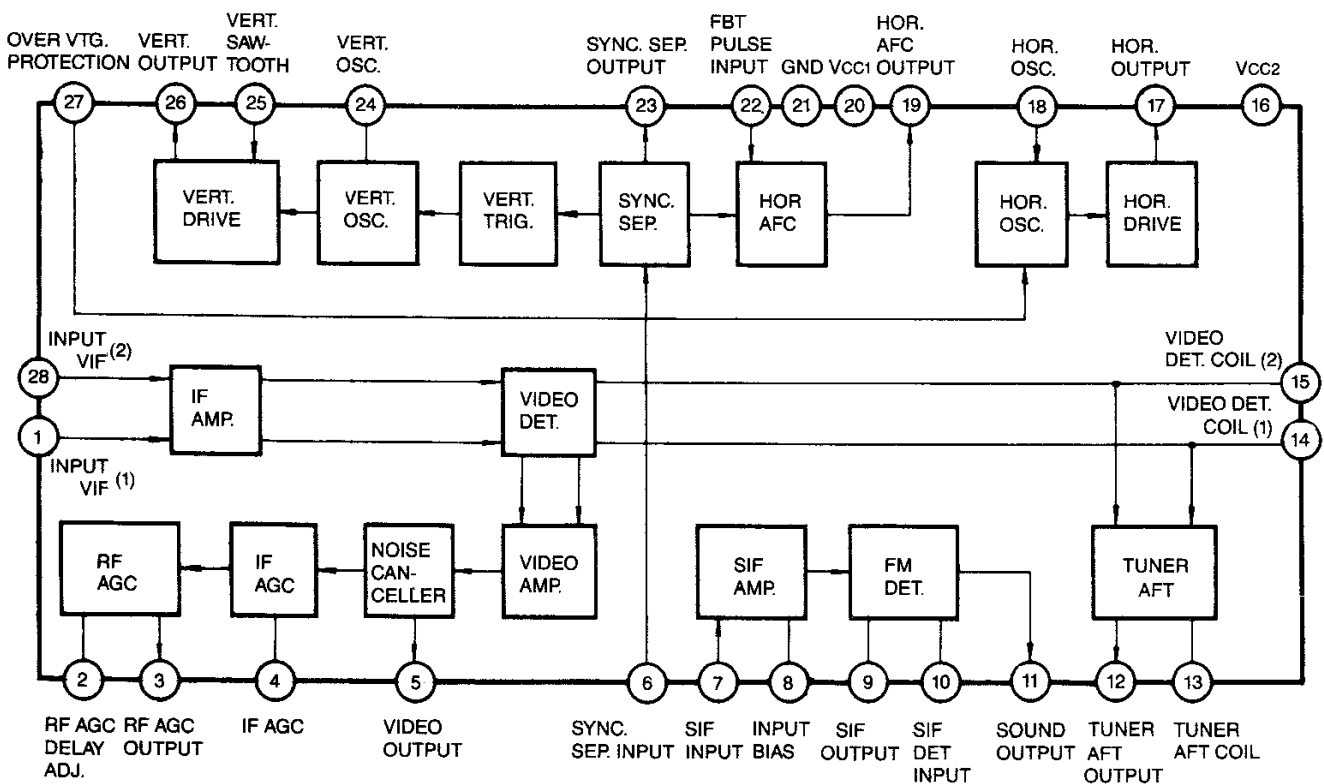 OVER VTG.
PROTECTION
VERT.
OUTPUT
VERT.
SAW-
TOOTH
VERT.
OSC.
SYNC. SEP.
OUTPUT
FBT
PULSE
INPUT
GND
VCC1
HOR.
AFC
OUTPUT
HOR.
OSC.
HOR.
OUTPUT
VCC2
27
26
25
24
23
22
21
20
19
18
17
16
VERT.
DRIVE
VERT.
OSC.
VERT.
TRIG.
SYNC.
SEP.
HOR
AFC
HOR.
OSC.
HOR.
DRIVE
INPUT
VIF (2)
28
1
INPUT
VIF (1)
IF
AMP.
VIDEO
DET.
VIDEO
DET. COIL (2)
15
VIDEO DET.
COIL (1)
14
RF
AGC
IF
AGC
NOISE
CAN-
CELLER
VIDEO
AMP.
SIF
AMP.
FM
DET.
TUNER
AFT
2
3
4
5
6
7
8
9
10
11
12
13
RF AGC
DELAY
ADJ.
RF AGC
OUTPUT
IF AGC
VIDEO
OUTPUT
SYNC.
SEP. INPUT
SIF
INPUT
INPUT
BIAS
SIF
OUTPUT
SIF
DET
INPUT
SOUND
OUTPUT
TUNER
AFT
OUTPUT
TUNER
AFT COIL